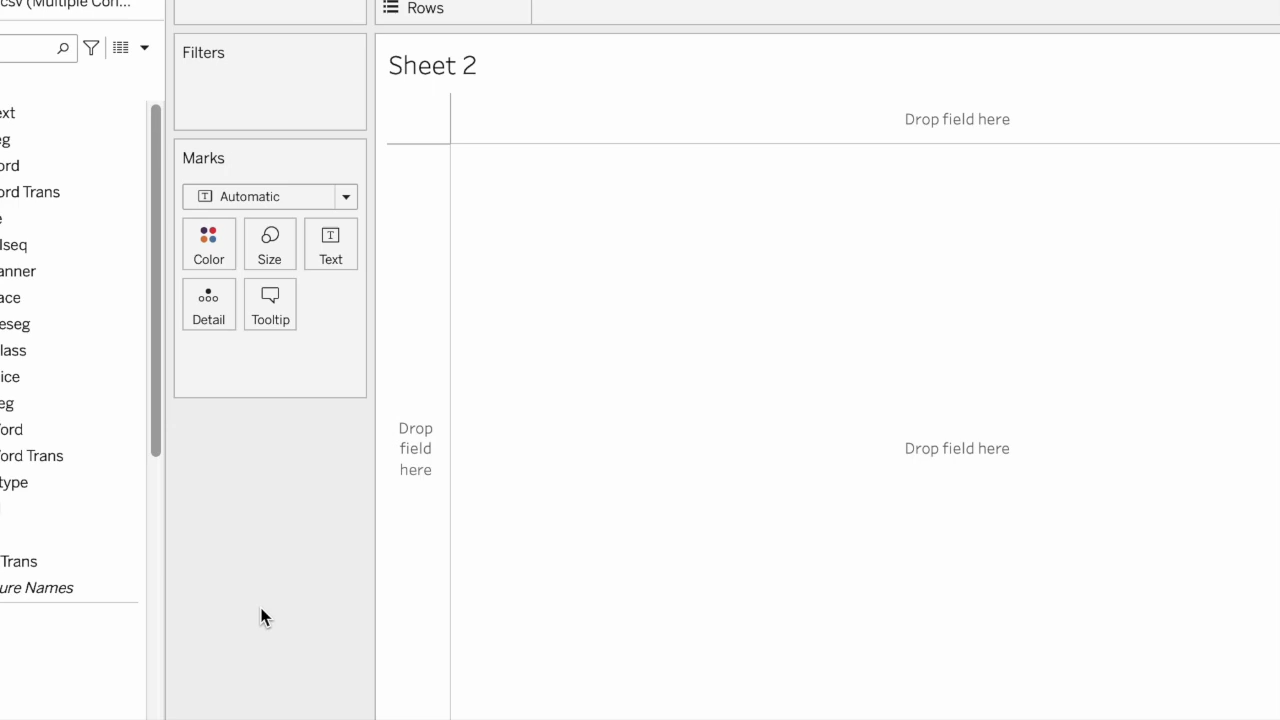 csv (Multiple Con...
Rows
Filters
Sheet 2
ext
eg
ord
ord Trans
e
lseq
anner
ace
eseg
lass
ice
eg
ord
ord Trans
type
Trans
ure Names
Marks
Automatic
Color
Size
Text
Detail
Tooltip
Drop field here
Drop
field
here
Drop field here